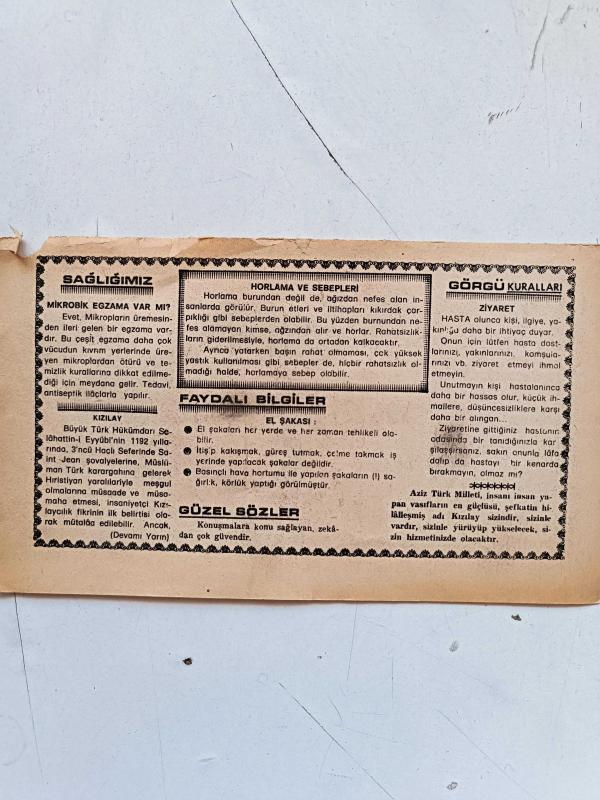 SAĞLIĞIMIZ
MİKROBİK EGZAMA VAR MI?
Evet, Mikropların üremesin-
den ileri gelen bir egzama var-
dır. Bu çeşit egzama daha çok
vücudun kıvrım yerlerinde üre-
yen mikroplardan ötürü ve te-
mizlik kurallarına dikkat edilme-
diği için meydana gelir. Tedavi,
antiseptik ilâçlarla yapılır.
KIZILAY
Büyük Türk Hükümdarı Se-
lâhattin-i Eyyûbi'nin 1192 yılla-
rında, 3'ncü Haçlı Seferinde Sa-
int Jean şovalyelerine, Müslü-
man Türk karargahına gelerek
Hıristiyan yaralılariyle meşgul
olmalarına müsaade ve müsa-
maha etmesi, insaniyetçi Kız-
laycılık fikrinin ilk belirtisi ola-
rak mütalâa edilebilir. Ancak,
(Devamı Yarın)
HORLAMA VE SEBEPLERİ
Horlama burundan değil de, ağızdan nefes alan in-
sanlarda görülür. Burun etleri ve iltihapları kıkırdak çar-
pıklığı gibi sebeplerden olabilir. Bu yüzden burnundan ne-
fes alamayan kimse, ağzından alır ve horlar. Rahatsızlık-
ların giderilmesiyle, horlama da ortadan kalkacaktır.
Ayrıca yatarken başın rahat olmaması, çok yüksek
yastık kullanılması gibi sebepler de, hiçbir rahatsızlık ol-
madığı halde, horlamaya sebep olabilir.
FAYDALI BİLGİLER
EL ŞAKASI :
● El şakaları her yerde ve her zaman tehlikeli ola-
bilir.
● İtişip kakışmak, güreş tutmak, çelme takmak iş
yerinde yapılacak şakalar değildir.
● Basınçlı hava hortumu ile yapılan şakaların (!) sa-
ğırlık, körlük yaptığı görülmüştür.
GÜZEL SÖZLER
Konuşmalara konu sağlayan, zekâ-
dan çok güvendir.
GÖRGÜ KURALLARI
ZİYARET
HASTA olunca kişi, ilgiye, ya-
kınlığa daha bir ihtiyaç duyar.
Onun için lütfen hasta dost-
larınızı, yakınlarınızı, komşula-
rınızı vb. ziyaret etmeyi ihmal
etmeyin.
Unutmayın kişi hastalanınca
daha bir hassas olur, küçük ih-
mallere, düşüncesizliklere karşı
daha bir alıngan...
Ziyaretine gittiğiniz hastanın
odasında bir tanıdığınızla kar-
şılaşırsanız, sakın onunla lâfa
dalıp da hastayı bir kenarda
bırakmayın, olmaz mı?
Aziz Türk Milleti, insanı insan ya-
pan vasıfların en güçlüsü, şefkatin hi-
lâlleşmiş adı Kızılay sizindir, sizinle
vardır, sizinle yürüyüp yükselecek, si-
zin hizmetinizde olacaktır.